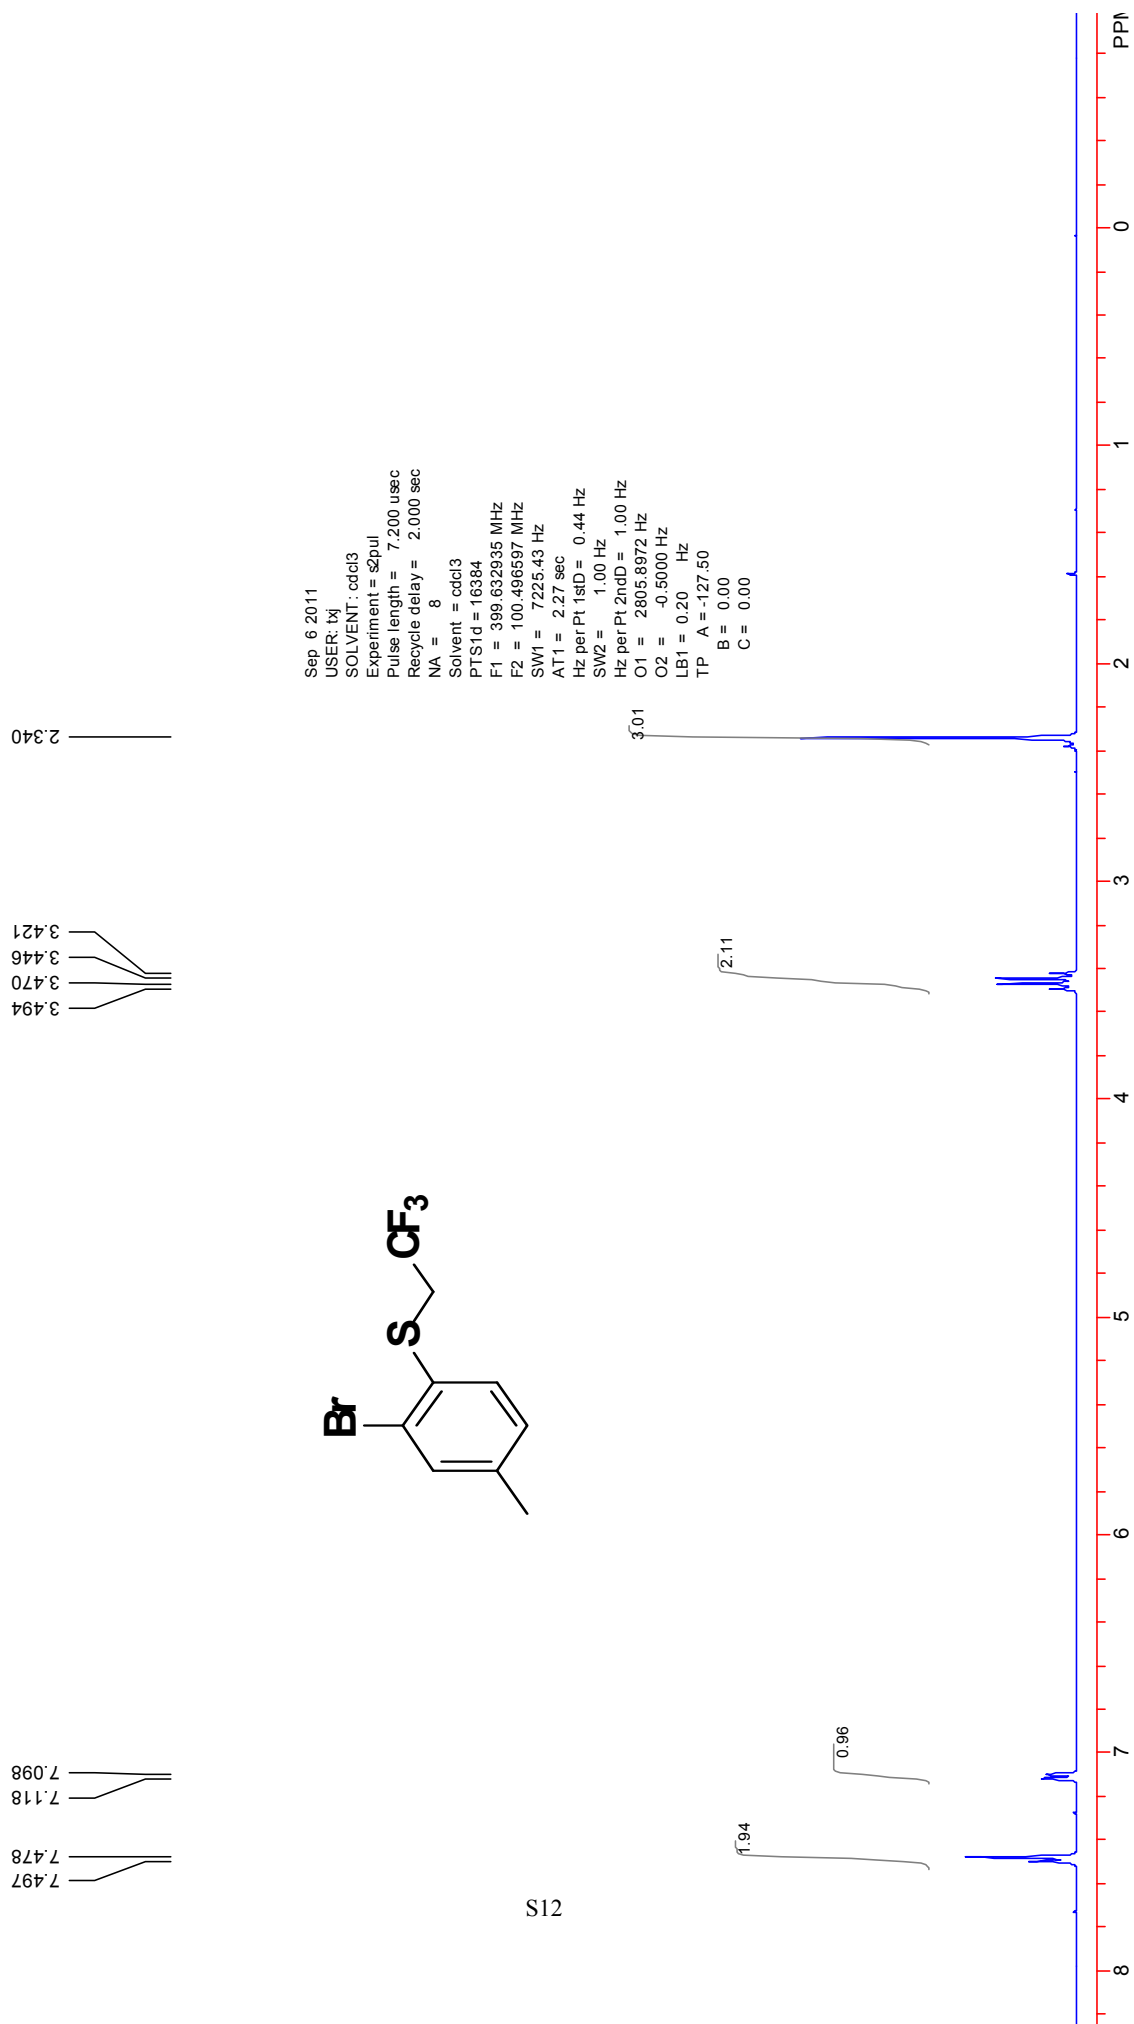 7.497
7.478
7.118
7.098
3.494
3.470
3.446
3.421
2.340
Sep 6 2011
USER: txj
SOLVENT: cdcl3
Experiment = s2pul
Pulse length = 7.200 usec
Recycle delay = 2.000 sec
NA = 8
Solvent = cdcl3
PTS1d = 16384
F1 = 399.632935 MHz
F2 = 100.496597 MHz
SW1 = 7225.43 Hz
AT1 = 2.27 sec
Hz per Pt 1stD = 0.44 Hz
SW2 = 1.00 Hz
Hz per Pt 2ndD = 1.00 Hz
O1 = 2805.8972 Hz
O2 = -0.5000 Hz
LB1 = 0.20 Hz
TP A = -127.50
B = 0.00
C = 0.00
Br
S
CF3
1.94
0.96
2.11
3.01
8 7 6 5 4 3 2 1 0
S12